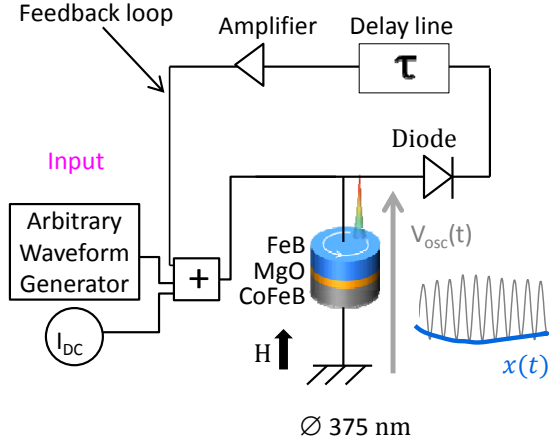 Feedback loop
Amplifier
Delay line
τ
Diode
Input
Arbitrary
Waveform
Generator
+
I_DC
FeB
MgO
CoFeB
H
V_osc(t)
x(t)
∅ 375 nm